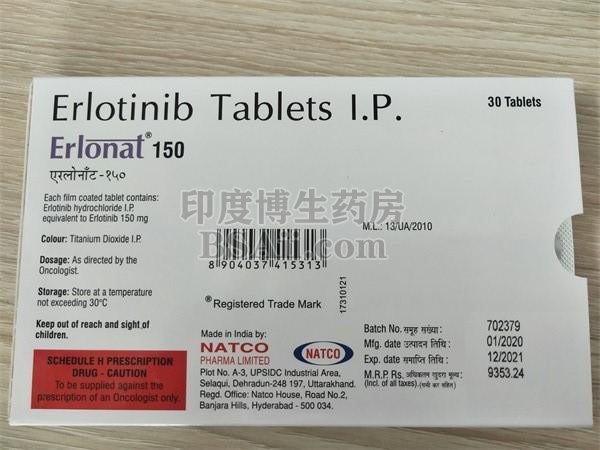 Erlotinib Tablets I.P.
30 Tablets
Erlonat® 150
एरलोनाँट-१५०
Each film coated tablet contains:
Erlotinib hydrochloride I.P.
equivalent to Erlotinib 150 mg
Colour: Titanium Dioxide I.P.
Dosage: As directed by the
Oncologist.
Storage: Store at a temperature
not exceeding 30°C
Keep out of reach and sight of
children.
SCHEDULE H PRESCRIPTION
DRUG - CAUTION
To be supplied against the
prescription of an Oncologist only.
印度博生药房
BSAii.com
M.L.: 13/UA/2010
8 904037 415313
®Registered Trade Mark
17310121
Made in India by:
NATCO
PHARMA LIMITED
NATCO
Plot No. A-3, UPSIDC Industrial Area,
Selaqui, Dehradun-248 197, Uttarakhand.
Regd. Office: Natco House, Road No.2,
Banjara Hills, Hyderabad - 500 034.
Batch No. समूह संख्या: 702379
Mfg. date उत्पादन तिथि: 01/2020
Exp. date समाप्ति तिथि: 12/2021
M.R.P. Rs. अधिकतम खुदरा मूल्य: 9353.24
(Incl. of all taxes).